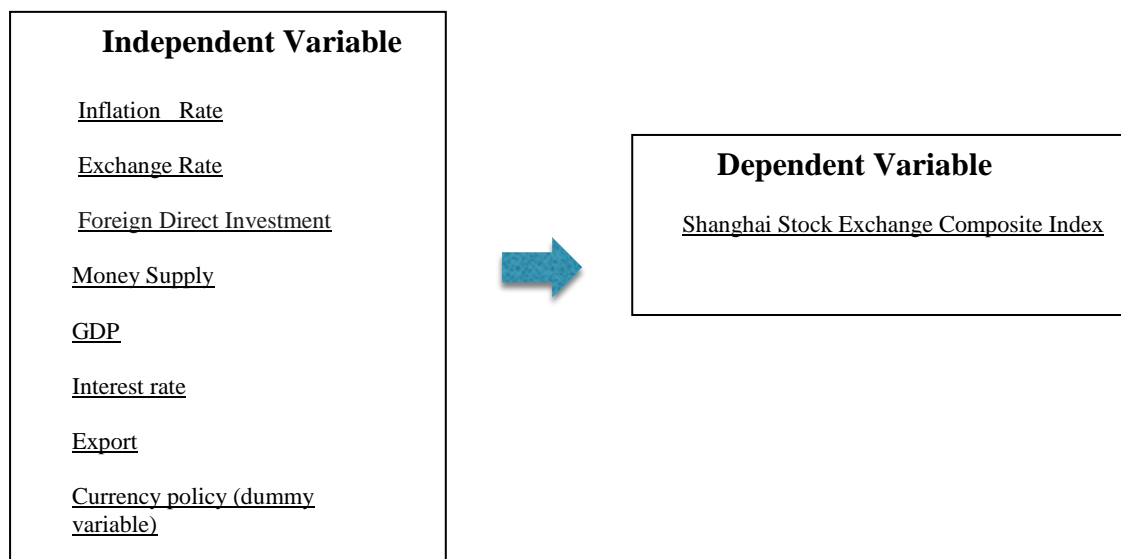 Independent Variable
Inflation Rate
Exchange Rate
Foreign Direct Investment
Money Supply
GDP
Interest rate
Export
Currency policy (dummy
variable)
Dependent Variable
Shanghai Stock Exchange Composite Index